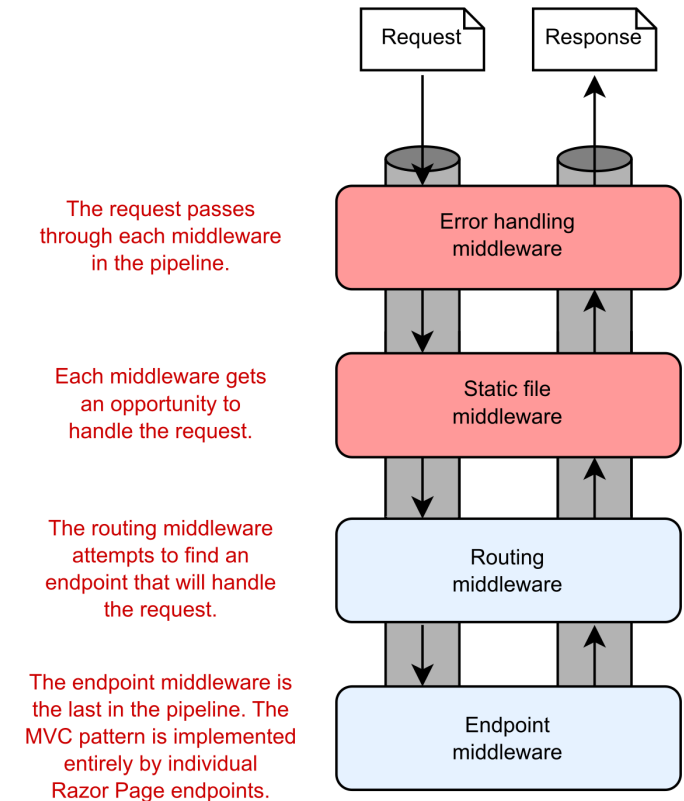 Request
Response
The request passes
through each middleware
in the pipeline.
Error handling
middleware
Each middleware gets
an opportunity to
handle the request.
Static file
middleware
The routing middleware
attempts to find an
endpoint that will handle
the request.
Routing
middleware
The endpoint middleware is
the last in the pipeline. The
MVC pattern is implemented
entirely by individual
Razor Page endpoints.
Endpoint
middleware